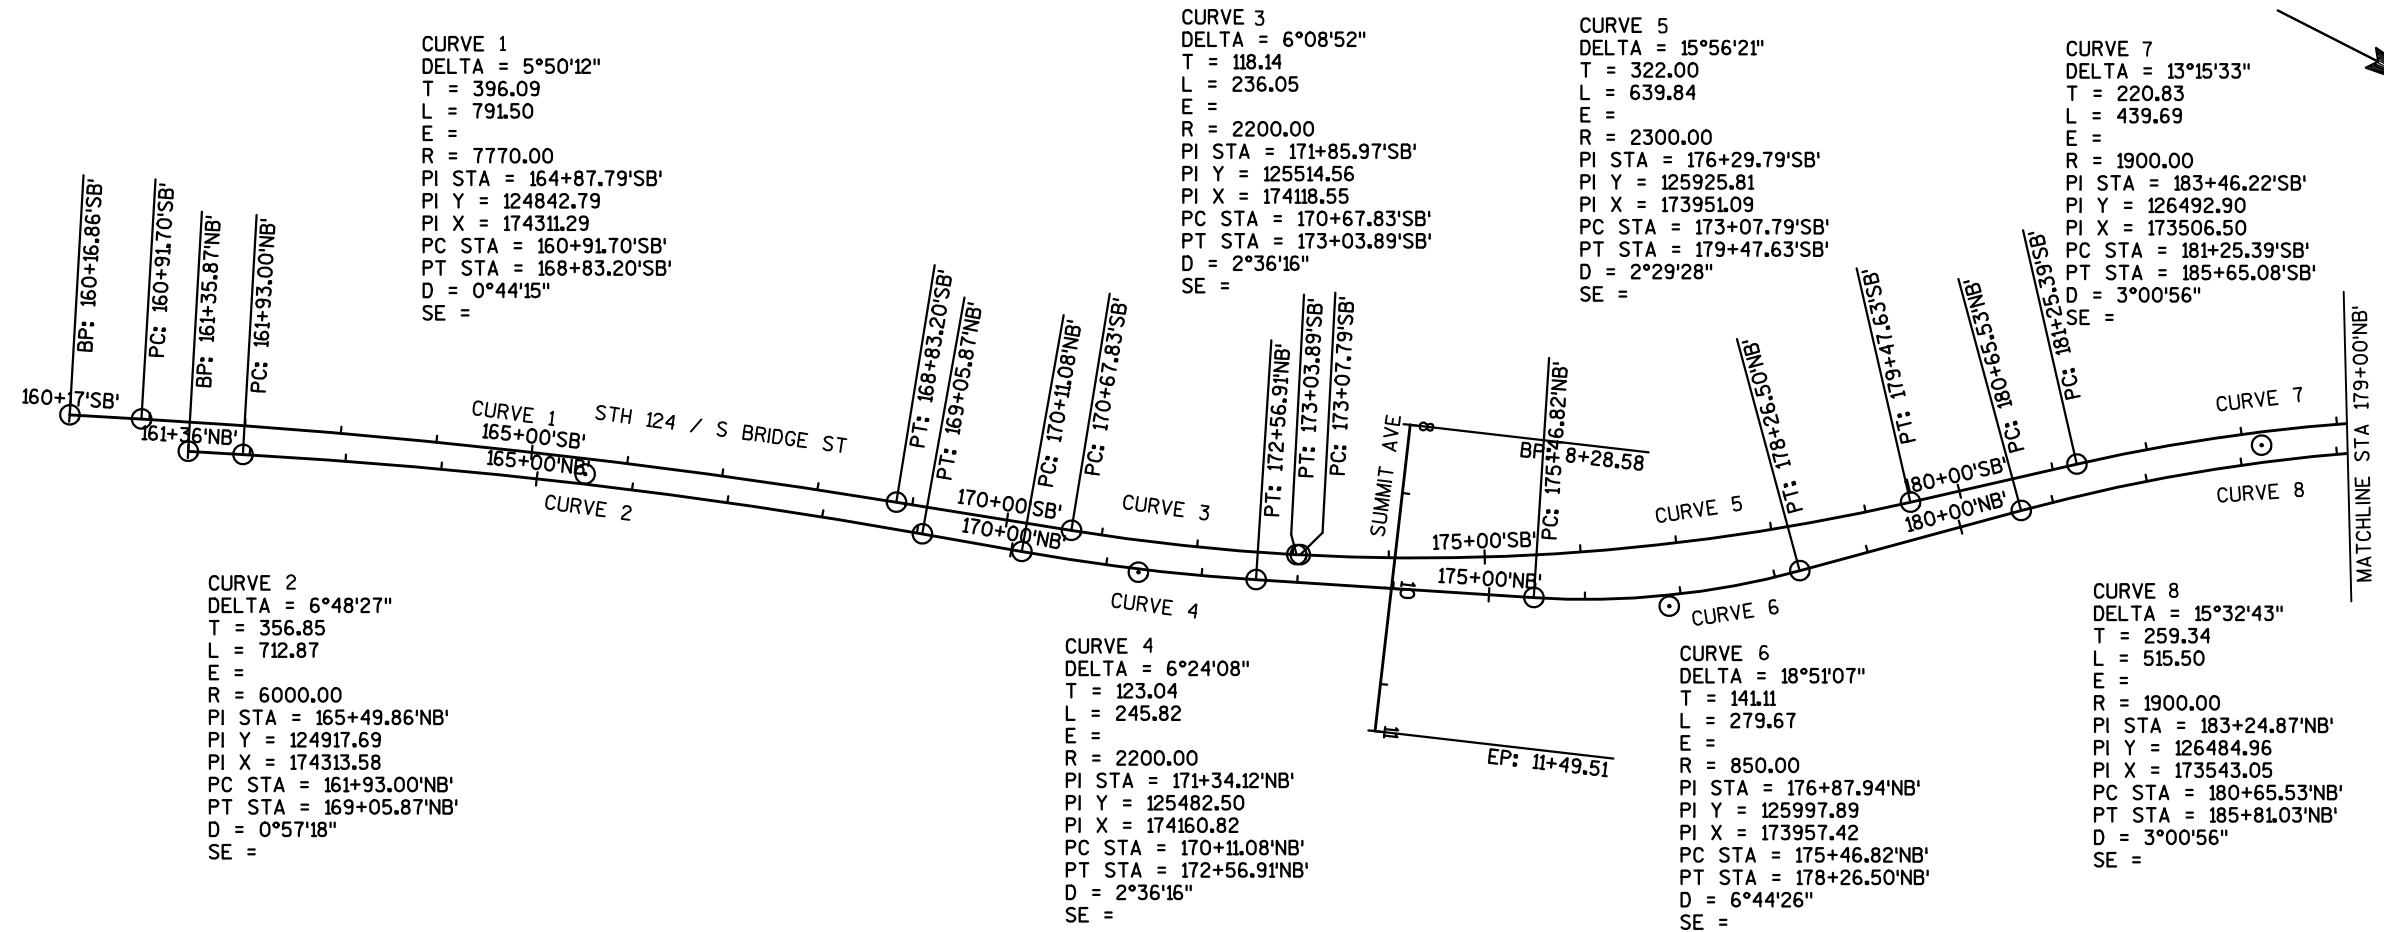 CURVE 1
DELTA = 5°50'12"
T = 396.09
L = 791.50
E =
R = 7770.00
PI STA = 164+87.79'SB'
PI Y = 124842.79
PI X = 174311.29
PC STA = 160+91.70'SB'
PT STA = 168+83.20'SB'
D = 0°44'15"
SE =
CURVE 3
DELTA = 6°08'52"
T = 118.14
L = 236.05
E =
R = 2200.00
PI STA = 171+85.97'SB'
PI Y = 125514.56
PI X = 174118.55
PC STA = 170+67.83'SB'
PT STA = 173+03.89'SB'
D = 2°36'16"
SE =
CURVE 5
DELTA = 15°56'21"
T = 322.00
L = 639.84
E =
R = 2300.00
PI STA = 176+29.79'SB'
PI Y = 125925.81
PI X = 173951.09
PC STA = 173+07.79'SB'
PT STA = 179+47.63'SB'
D = 2°29'28"
SE =
CURVE 7
DELTA = 13°15'33"
T = 220.83
L = 439.69
E =
R = 1900.00
PI STA = 183+46.22'SB'
PI Y = 126492.90
PI X = 173506.50
PC STA = 181+25.39'SB'
PT STA = 185+65.08'SB'
D = 3°00'56"
SE =
BP: 160+16.86'SB'
PC: 160+91.70'SB'
BP: 161+35.87'NB'
PC: 161+93.00'NB'
PT: 168+83.20'SB'
PT: 169+05.87'NB'
PC: 170+11.08'NB'
PC: 170+67.83'SB'
PT: 172+56.91'NB'
PT: 173+03.89'SB'
PC: 173+07.79'SB'
PC: 175+46.82'NB'
PT: 178+26.50'NB'
PT: 179+47.63'SB'
PC: 180+65.53'NB'
PC: 181+25.39'SB'
MATCHLINE STA 179+00'NB'
160+17'SB'
161+36'NB'
CURVE 1
STH 124 / S BRIDGE ST
165+00'SB'
165+00'NB'
CURVE 2
170+00'SB'
170+00'NB'
CURVE 3
CURVE 4
SUMMIT AVE
8
BP: 8+28.58
10
11
EP: 11+49.51
175+00'SB'
175+00'NB'
CURVE 5
CURVE 6
180+00'SB'
180+00'NB'
CURVE 7
CURVE 8
CURVE 2
DELTA = 6°48'27"
T = 356.85
L = 712.87
E =
R = 6000.00
PI STA = 165+49.86'NB'
PI Y = 124917.69
PI X = 174313.58
PC STA = 161+93.00'NB'
PT STA = 169+05.87'NB'
D = 0°57'18"
SE =
CURVE 4
DELTA = 6°24'08"
T = 123.04
L = 245.82
E =
R = 2200.00
PI STA = 171+34.12'NB'
PI Y = 125482.50
PI X = 174160.82
PC STA = 170+11.08'NB'
PT STA = 172+56.91'NB'
D = 2°36'16"
SE =
CURVE 6
DELTA = 18°51'07"
T = 141.11
L = 279.67
E =
R = 850.00
PI STA = 176+87.94'NB'
PI Y = 125997.89
PI X = 173957.42
PC STA = 175+46.82'NB'
PT STA = 178+26.50'NB'
D = 6°44'26"
SE =
CURVE 8
DELTA = 15°32'43"
T = 259.34
L = 515.50
E =
R = 1900.00
PI STA = 183+24.87'NB'
PI Y = 126484.96
PI X = 173543.05
PC STA = 180+65.53'NB'
PT STA = 185+81.03'NB'
D = 3°00'56"
SE =